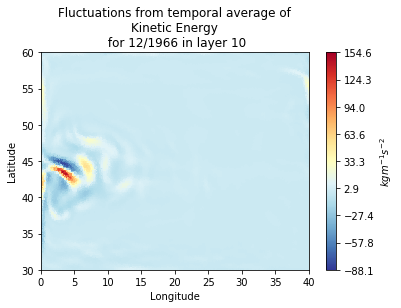 Fluctuations from temporal average of
Kinetic Energy
for 12/1966 in layer 10
60
55
50
45
40
35
30
Latitude
0 5 10 15 20 25 30 35 40
Longitude
154.6
124.3
94.0
63.6
33.3
2.9
−27.4
−57.8
−88.1
kgm⁻¹s⁻²